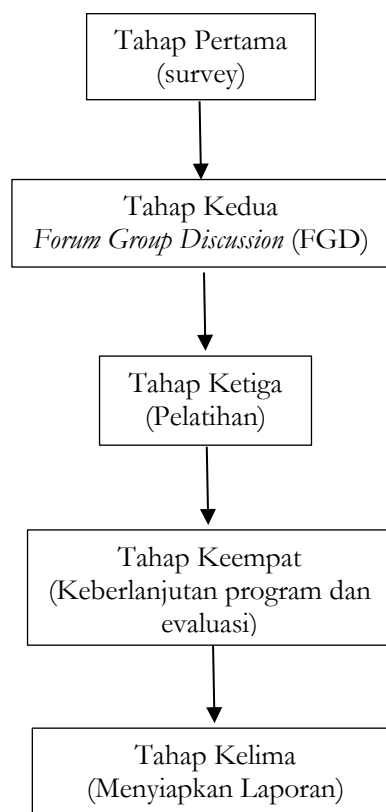 Tahap Pertama
(survey)
Tahap Kedua
Forum Group Discussion (FGD)
Tahap Ketiga
(Pelatihan)
Tahap Keempat
(Keberlanjutan program dan
evaluasi)
Tahap Kelima
(Menyiapkan Laporan)